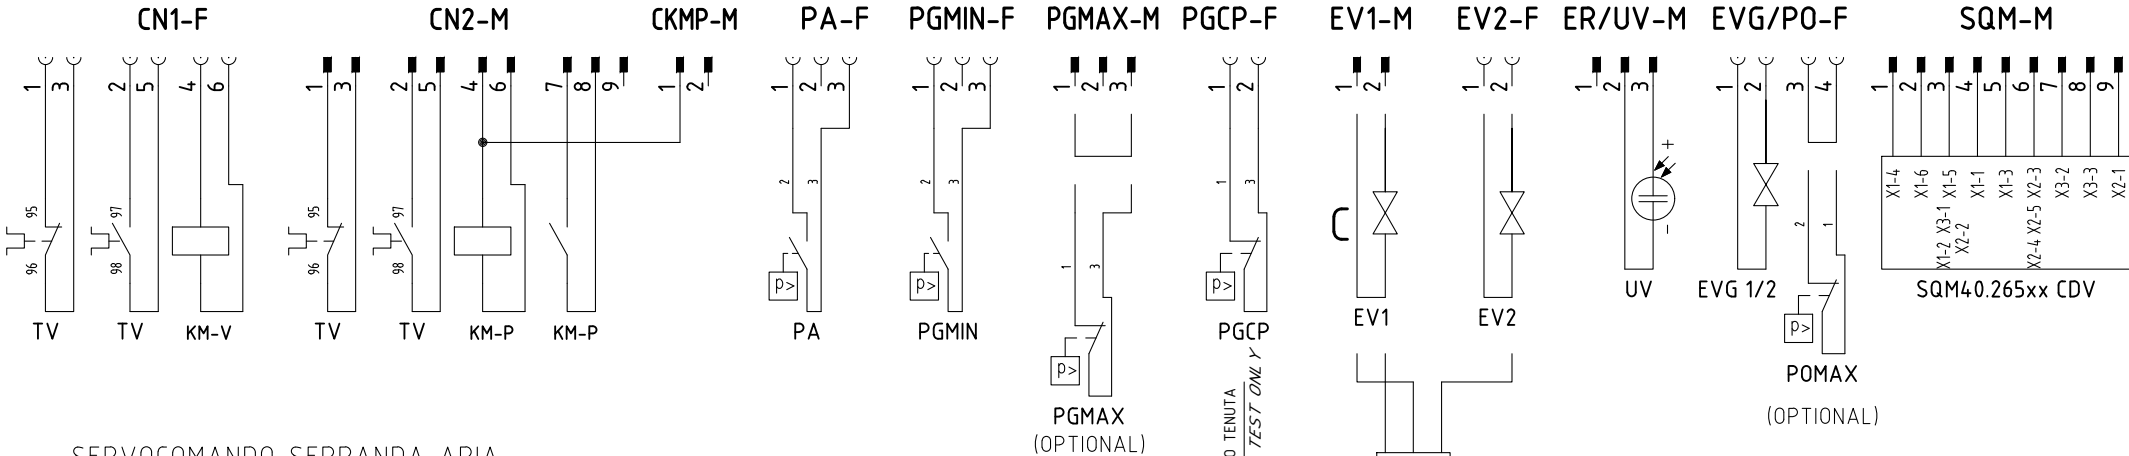 CN1-F CN2-M CKMP-M PA-F PGMIN-F PGMAX-M PGCP-F EV1-M EV2-F ER/UV-M EVG/PO-F SQM-M
1 3 2 5 4 6 1 3 2 5 4 6 7 8 9 1 2 1 2 3 1 2 3 1 2 3 1 2 1 2 1 2 1 2 3 1 2 3 4 1 2 3 4 5 6 7 8 9
+
2 3 2 3 1 3
X1-4 X1-6 X1-5 X1-1 X1-3 X2-3 X3-2 X3-3 X2-1
X1-2 X3-1 X2-2 X2-4 X2-5
95 97 95 97
2 1
-
96 98 96 98
1 3
p> p>
p>
UV EVG 1/2 SQM40.265xx CDV
EV1 EV2
p>
TV TV KM-V TV TV KM-P KM-P PA PGMIN PGCP
p>
POMAX
PGMAX
(OPTIONAL)
(OPTIONAL)
TENUTA
TEST ONLY
SERVOCOMANDO SERRANDA ARIA